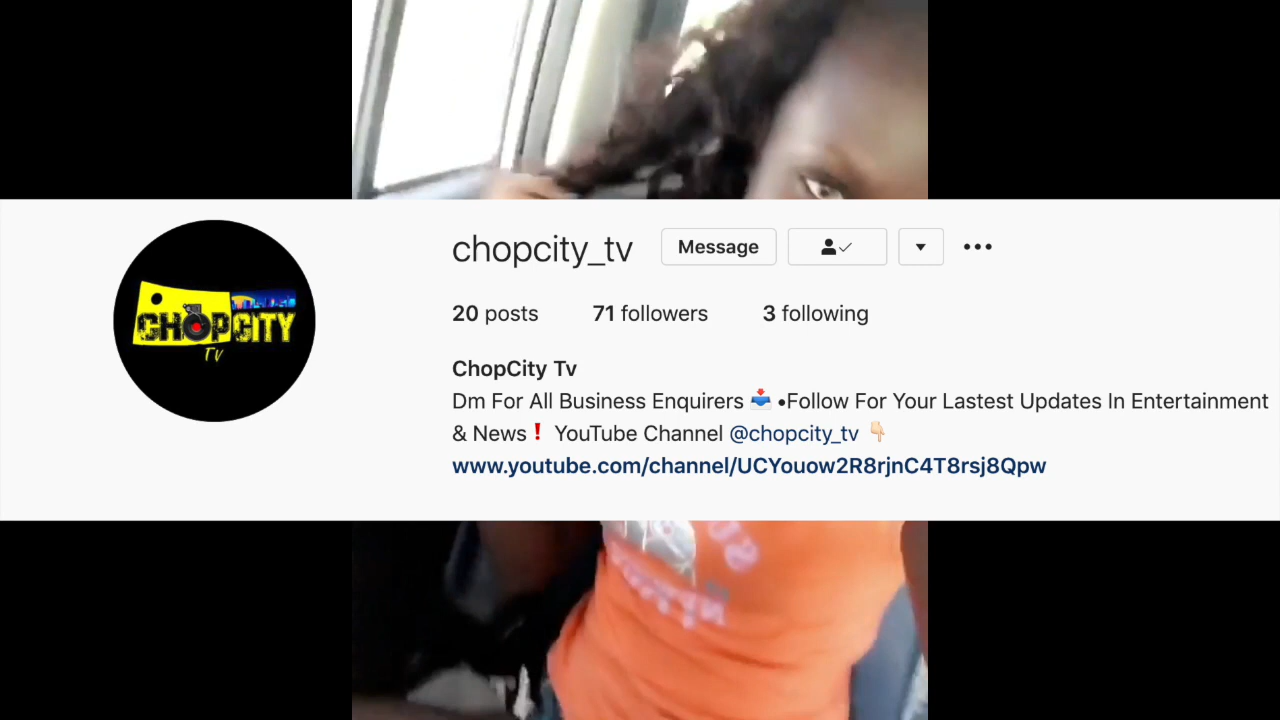 CHOPCITY
TV
chopcity_tv Message
20 posts 71 followers 3 following
ChopCity Tv
Dm For All Business Enquirers 📥 •Follow For Your Lastest Updates In Entertainment
& News❗ YouTube Channel @chopcity_tv 👇🏻
www.youtube.com/channel/UCYouow2R8rjnC4T8rsj8Qpw